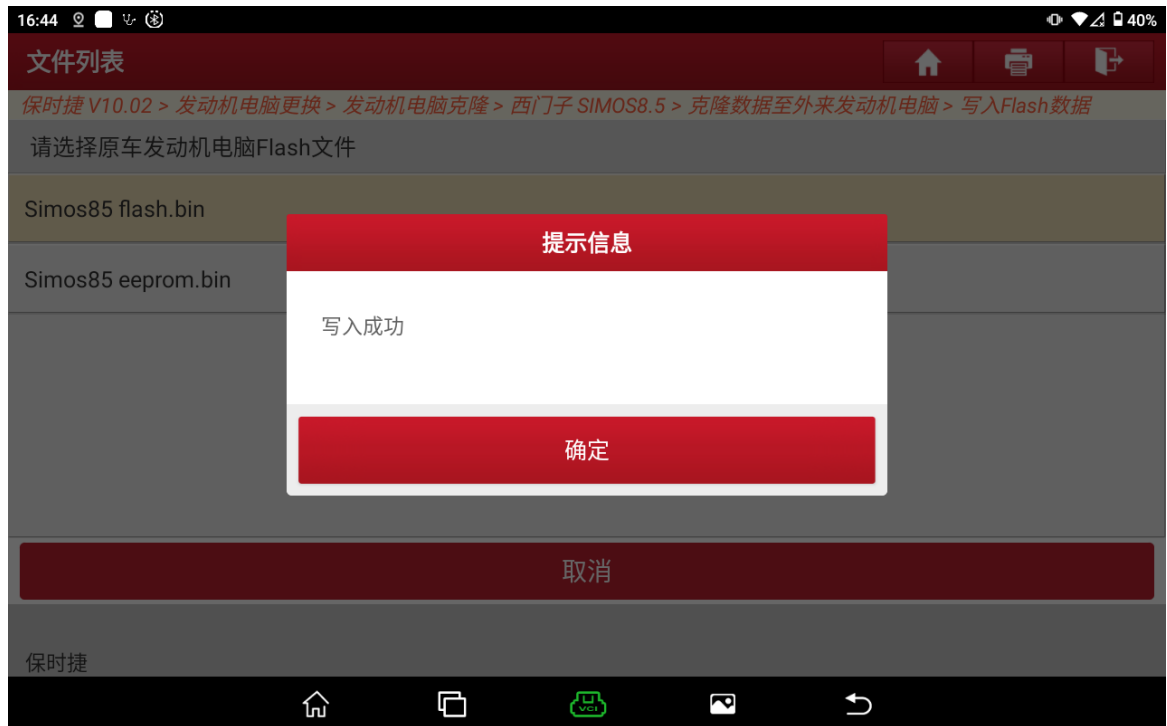 16:44
40%
文件列表
保时捷 V10.02 > 发动机电脑更换 > 发动机电脑克隆 > 西门子 SIMOS8.5 > 克隆数据至外来发动机电脑 > 写入Flash数据
请选择原车发动机电脑Flash文件
Simos85 flash.bin
提示信息
Simos85 eeprom.bin
写入成功
确定
取消
保时捷
VCI